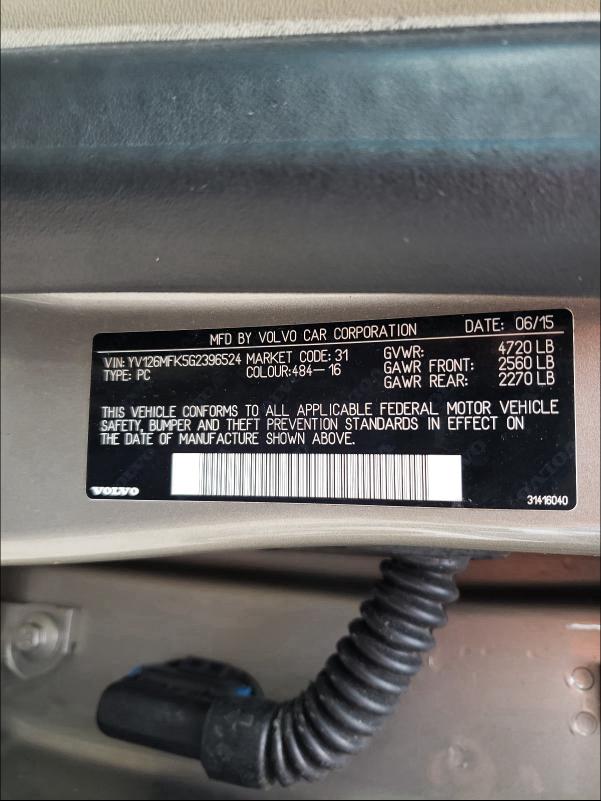 MFD BY VOLVO CAR CORPORATION DATE: 06/15
VIN: YV126MFK5G2396524 MARKET CODE: 31 GVWR: 4720 LB
TYPE: PC COLOUR:484-16 GAWR FRONT: 2560 LB
GAWR REAR: 2270 LB
THIS VEHICLE CONFORMS TO ALL APPLICABLE FEDERAL MOTOR VEHICLE
SAFETY, BUMPER AND THEFT PREVENTION STANDARDS IN EFFECT ON
THE DATE OF MANUFACTURE SHOWN ABOVE.
VOLVO 31416040